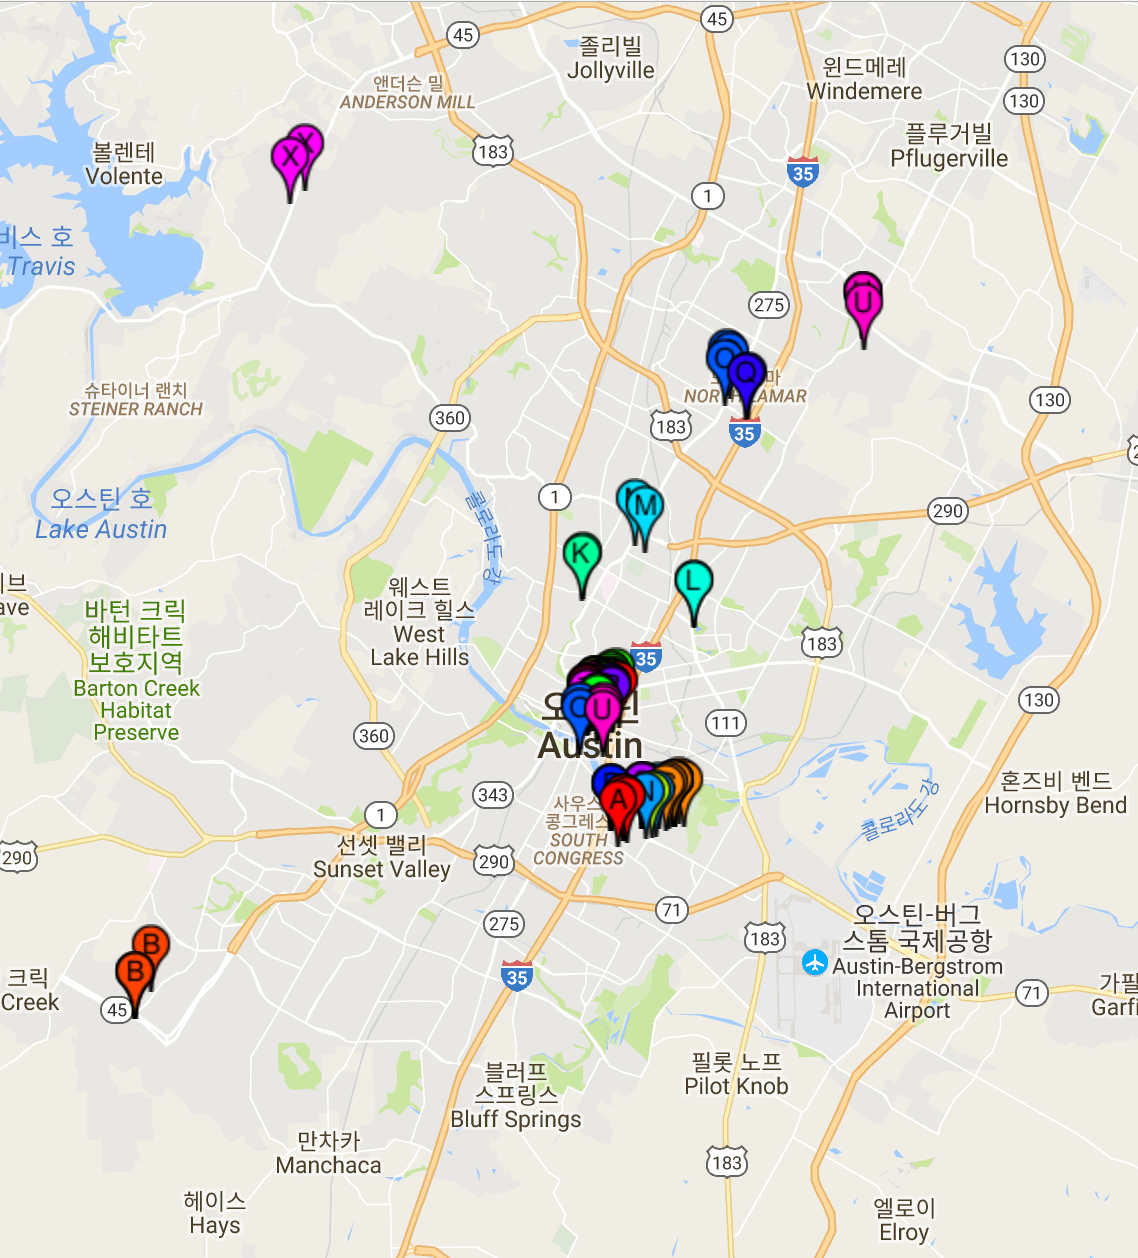 45
45
졸리빌
Jollyville
윈드메레
Windemere
130
130
앤더슨 밀
ANDERSON MILL
183
볼렌테
Volente
플루거빌
Pflugerville
35
X
X
1
비스 호
Travis
275
U
슈타이너 랜치
STEINER RANCH
Q
마
130
360
183
35
1
M
290
오스틴 호
Lake Austin
콜로라도 강
K
L
웨스트
레이크 힐스
West
Lake Hills
바턴 크릭
해비타트
보호지역
Barton Creek
Habitat
Preserve
183
35
130
U
Austin
111
360
343
N
A
사우스
콩그레스
SOUTH
CONGRESS
혼즈비 벤드
Hornsby Bend
콜로라도 강
1
선셋 밸리
Sunset Valley
290
290
71
275
183
오스틴-버그
스톰 국제공항
Austin-Bergstrom
International
Airport
B
B
35
크릭
Creek
45
71
가필
Garfi
블러프
스프링스
Bluff Springs
필롯 노프
Pilot Knob
만차카
Manchaca
183
헤이스
Hays
엘로이
Elroy